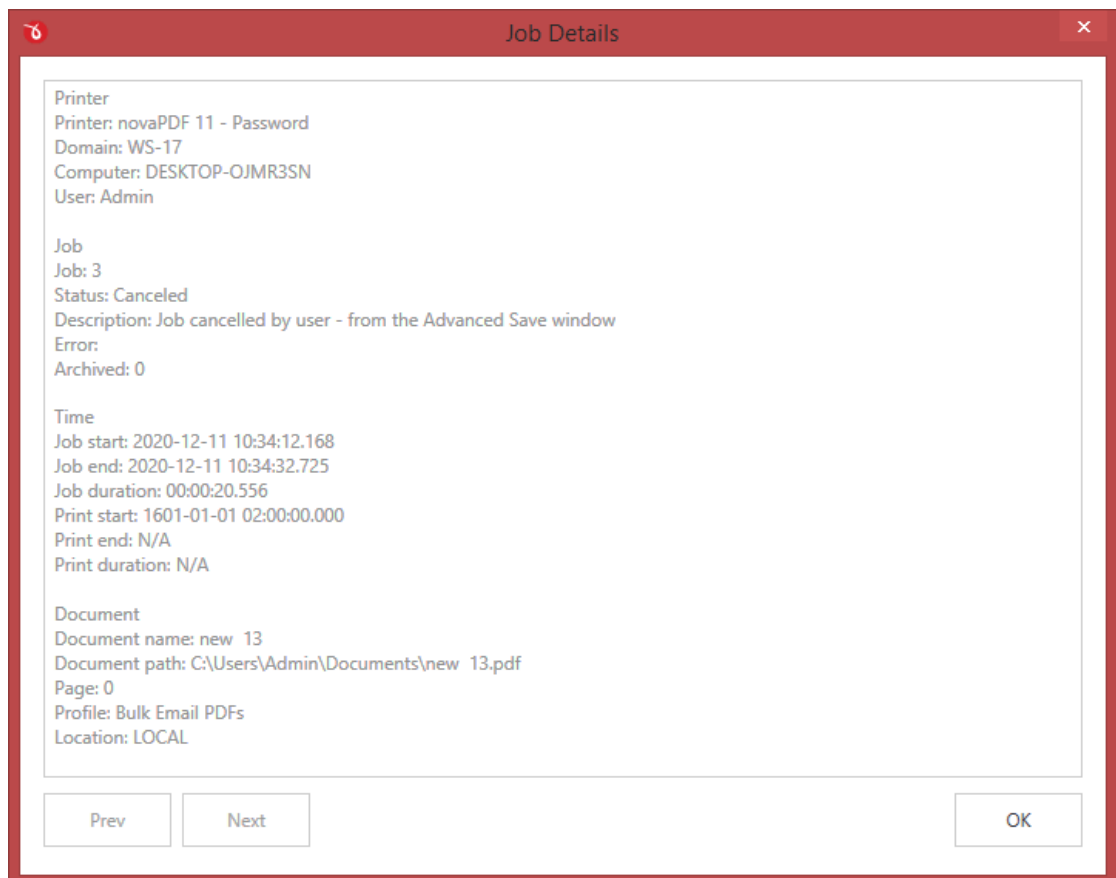 Job Details
Printer
Printer: novaPDF 11 - Password
Domain: WS-17
Computer: DESKTOP-OJMR3SN
User: Admin
Job
Job: 3
Status: Canceled
Description: Job cancelled by user - from the Advanced Save window
Error:
Archived: 0
Time
Job start: 2020-12-11 10:34:12.168
Job end: 2020-12-11 10:34:32.725
Job duration: 00:00:20.556
Print start: 1601-01-01 02:00:00.000
Print end: N/A
Print duration: N/A
Document
Document name: new  13
Document path: C:\Users\Admin\Documents\new  13.pdf
Page: 0
Profile: Bulk Email PDFs
Location: LOCAL
Prev Next OK